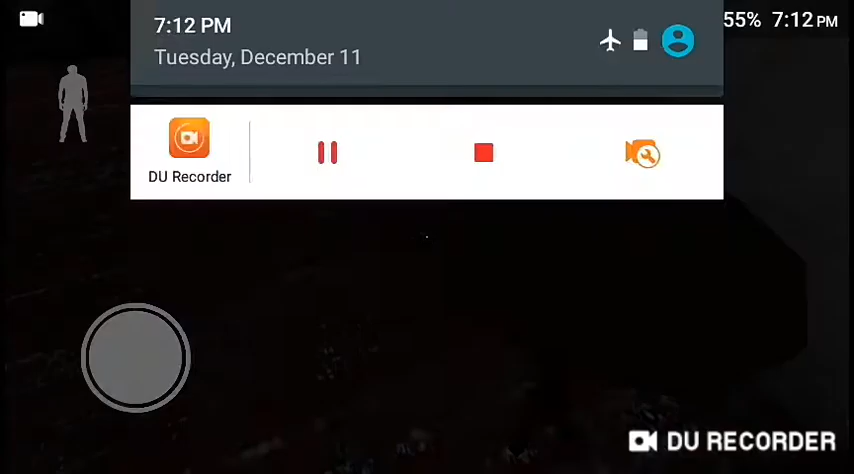 7:12 PM
55% 7:12 PM
Tuesday, December 11
DU Recorder
DU RECORDER